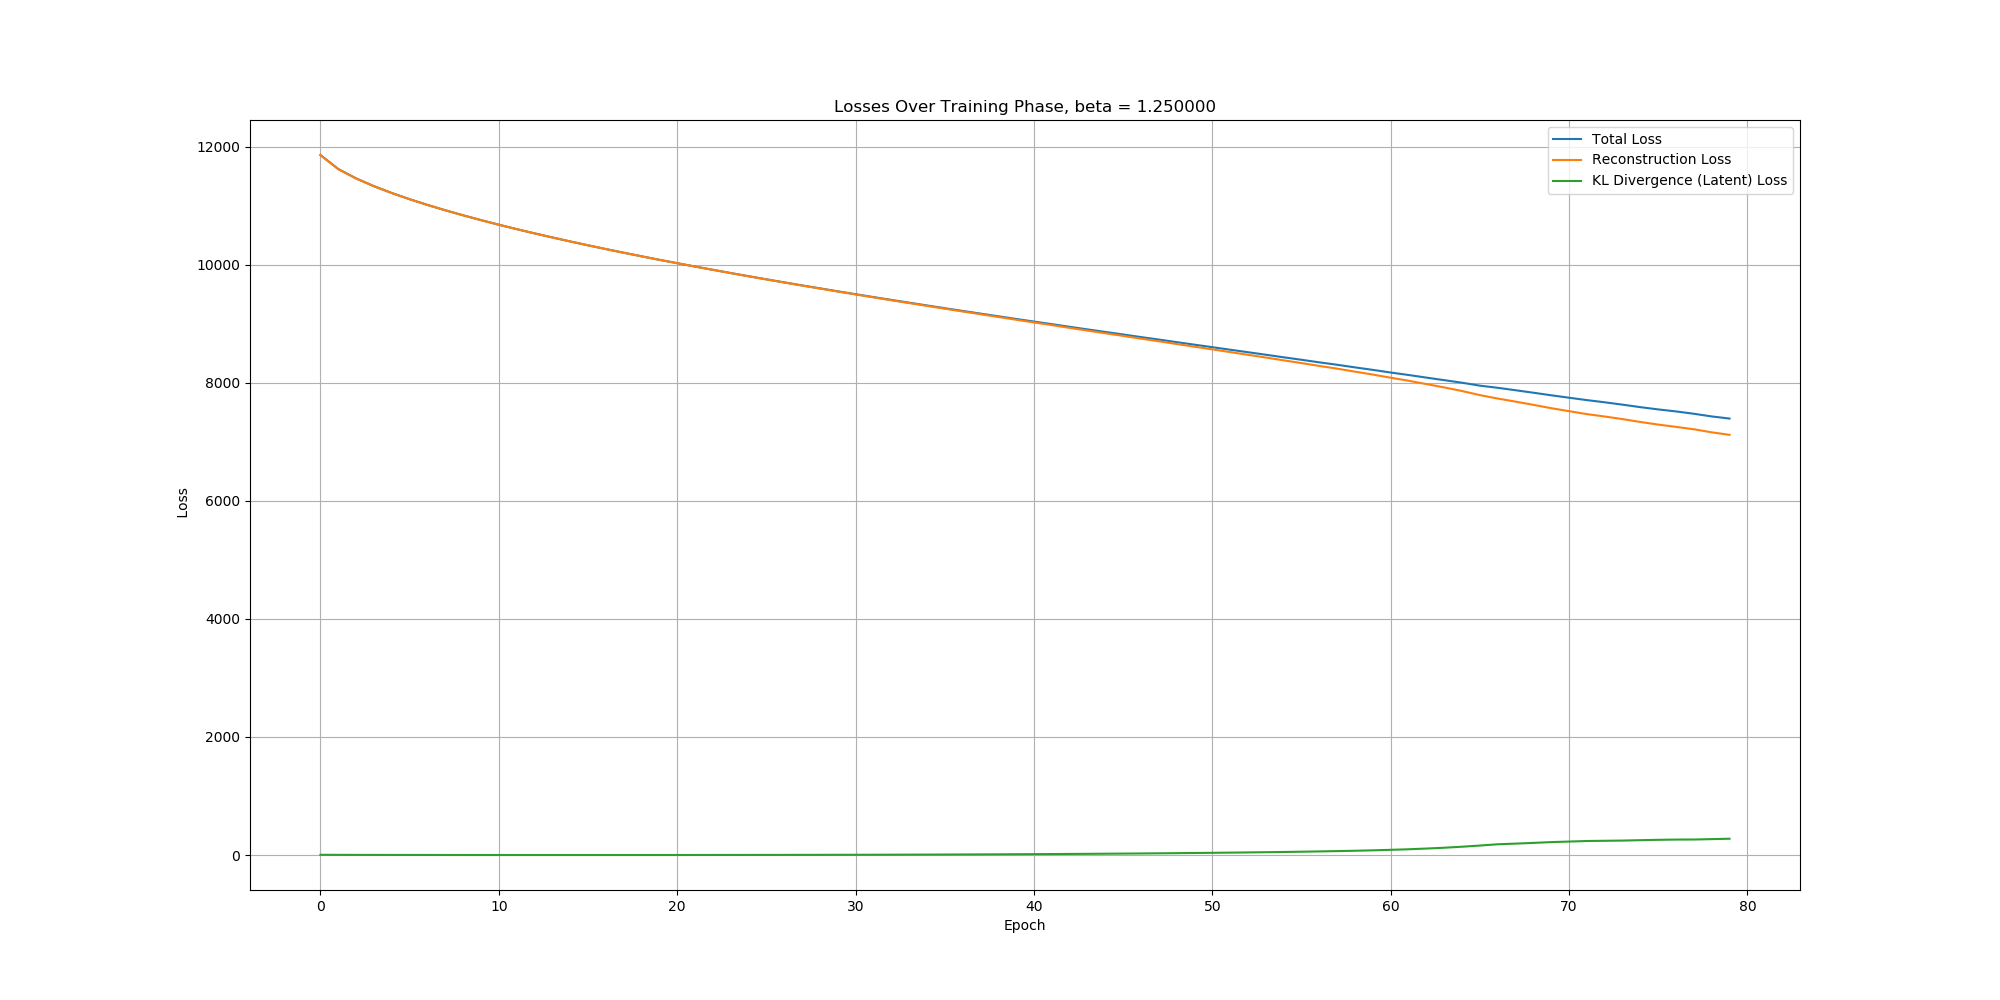 Losses Over Training Phase, beta = 1.250000
Total Loss
Reconstruction Loss
KL Divergence (Latent) Loss
12000
10000
8000
6000
4000
2000
0
Loss
0 10 20 30 40 50 60 70 80
Epoch